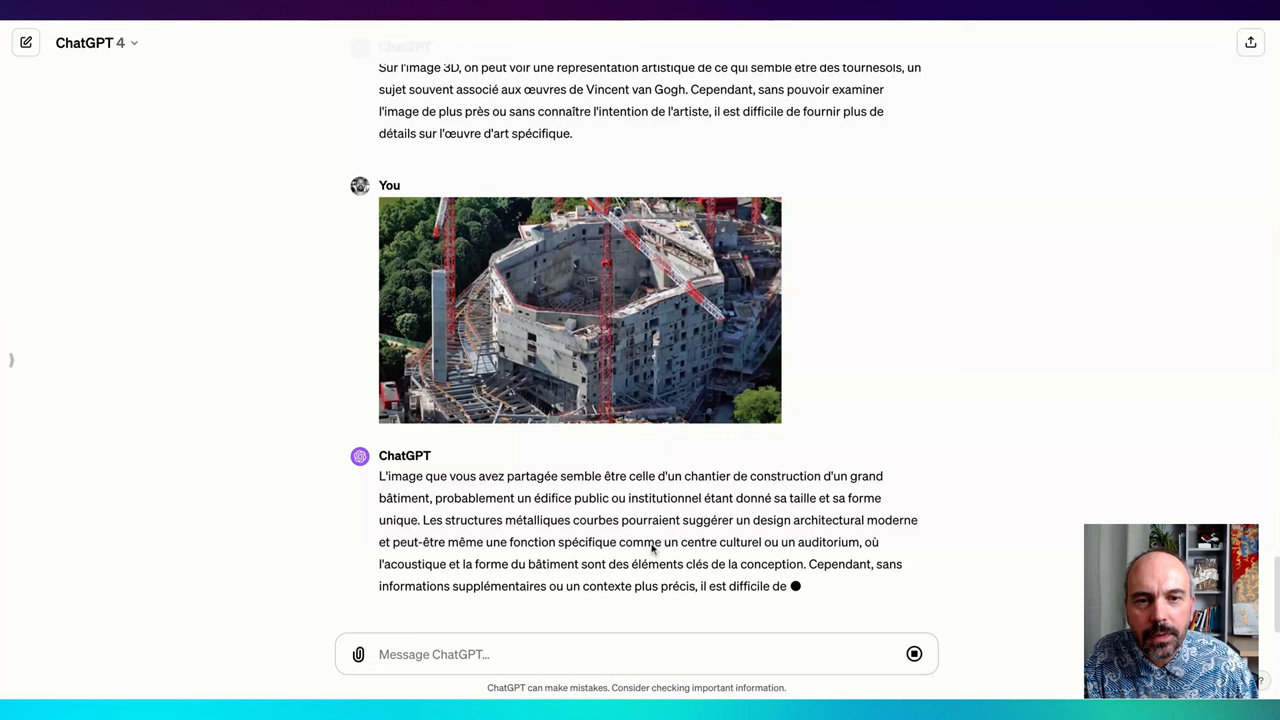 ChatGPT 4
ChatGPT
Sur l'image 3D, on peut voir une représentation artistique de ce qui semble être des tournesols, un
sujet souvent associé aux œuvres de Vincent van Gogh. Cependant, sans pouvoir examiner
l'image de plus près ou sans connaître l'intention de l'artiste, il est difficile de fournir plus de
détails sur l'œuvre d'art spécifique.
You
ChatGPT
L'image que vous avez partagée semble être celle d'un chantier de construction d'un grand
bâtiment, probablement un édifice public ou institutionnel étant donné sa taille et sa forme
unique. Les structures métalliques courbes pourraient suggérer un design architectural moderne
et peut-être même une fonction spécifique comme un centre culturel ou un auditorium, où
l'acoustique et la forme du bâtiment sont des éléments clés de la conception. Cependant, sans
informations supplémentaires ou un contexte plus précis, il est difficile de
Message ChatGPT...
ChatGPT can make mistakes. Consider checking important information.
?